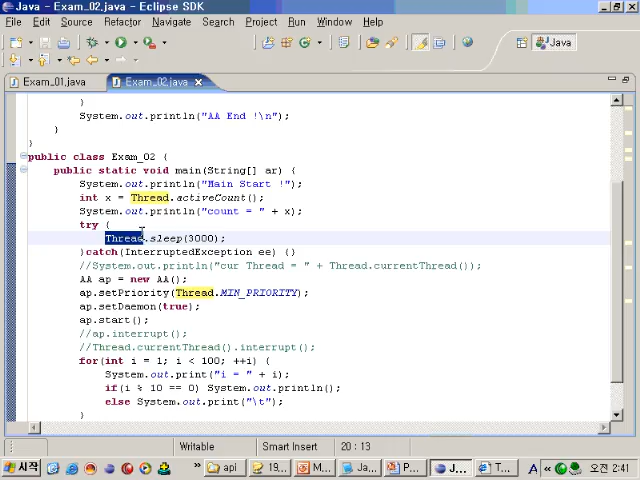 Java - Exam_02.java - Eclipse SDK
File Edit Source Refactor Navigate Search Project Run Window Help
Java
Exam_01.java Exam_02.java
}
System.out.println("AA End !\n");
}
}
public class Exam_02 {
public static void main(String[] ar) {
System.out.println("Main Start !");
int x = Thread.activeCount();
System.out.println("count = " + x);
try {
Thread.sleep(3000);
}catch(InterruptedException ee) {}
//System.out.println("cur Thread = " + Thread.currentThread());
AA ap = new AA();
ap.setPriority(Thread.MIN_PRIORITY);
ap.setDaemon(true);
ap.start();
//ap.interrupt();
//Thread.currentThread().interrupt();
for(int i = 1; i < 100; ++i) {
System.out.print("i = " + i);
if(i % 10 == 0) System.out.println();
else System.out.print("\t");
}
Writable Smart Insert 20 : 13
시작 » api 19... M... Ja... P... J... T... A « 오후 2:41